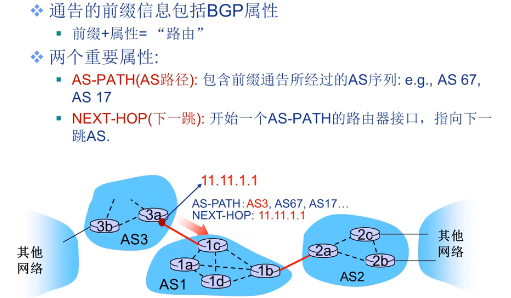 通告的前缀信息包括BGP属性
前缀+属性= “路由”
两个重要属性:
AS-PATH(AS路径): 包含前缀通告所经过的AS序列: e.g., AS 67,
AS 17
NEXT-HOP(下一跳): 开始一个AS-PATH的路由器接口，指向下一
跳AS.
11.11.1.1
AS-PATH: AS3, AS67, AS17…
NEXT-HOP: 11.11.1.1
3a
3b
AS3
其他
网络
1c
1a
1d
1b
AS1
2c
2a
2b
AS2
其他
网络